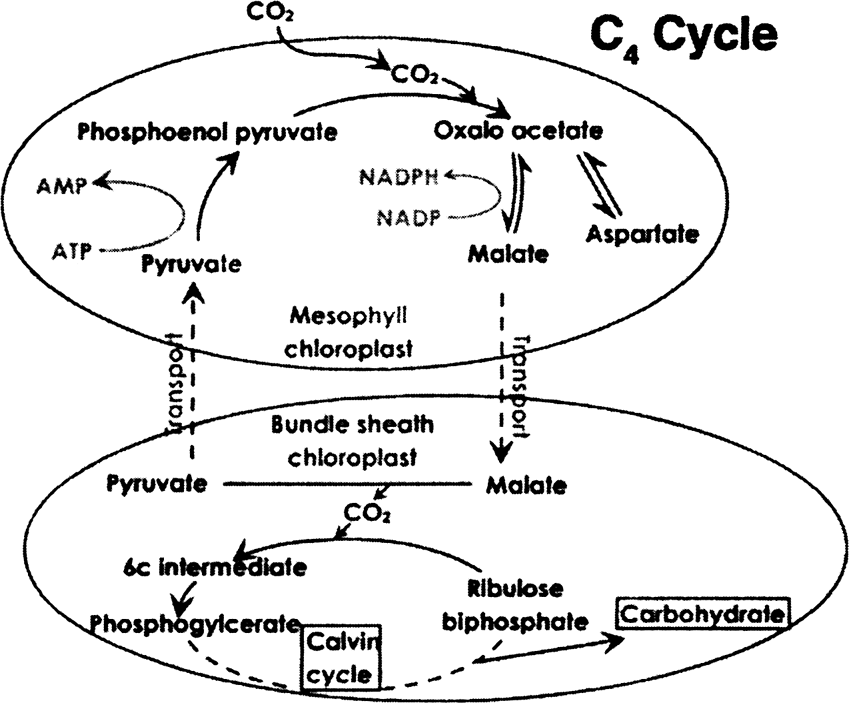 CO₂
C₄ Cycle
CO₂
Phosphoenol pyruvate
Oxalo acetate
AMP
NADPH
NADP
ATP
Pyruvate
Malate
Aspartate
Mesophyll
chloroplast
transport
Transport
Bundle sheath
chloroplast
Pyruvate
Malate
CO₂
6c intermediate
Ribulose
biphosphate
Phosphogylcerate
Carbohydrate
Calvin
cycle